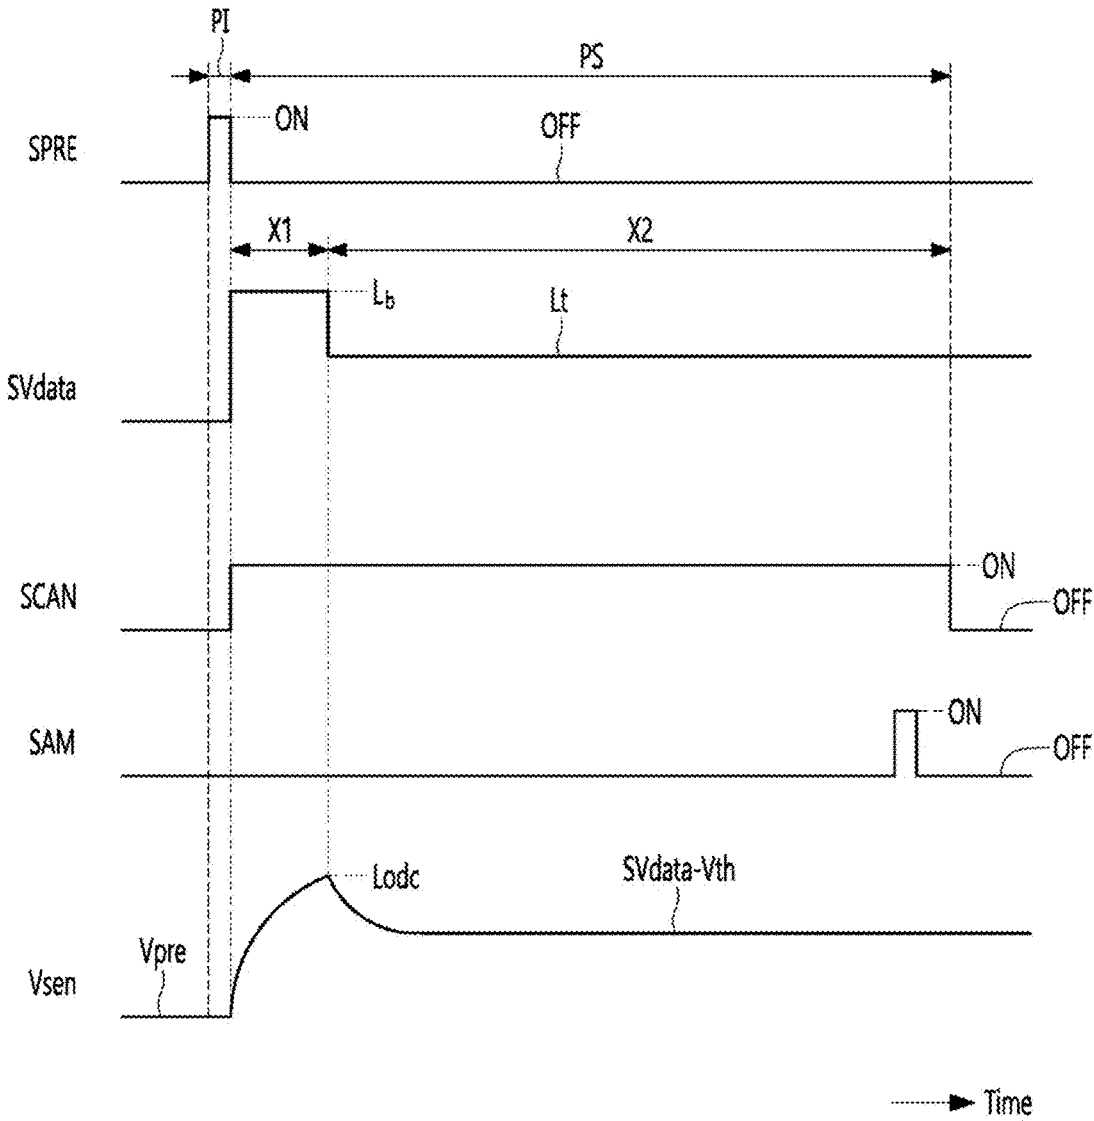 PI
PS
SPRE
ON
OFF
X1
X2
Lb
Lt
SVdata
SCAN
ON
OFF
SAM
ON
OFF
Lodc
SVdata-Vth
Vpre
Vsen
Time